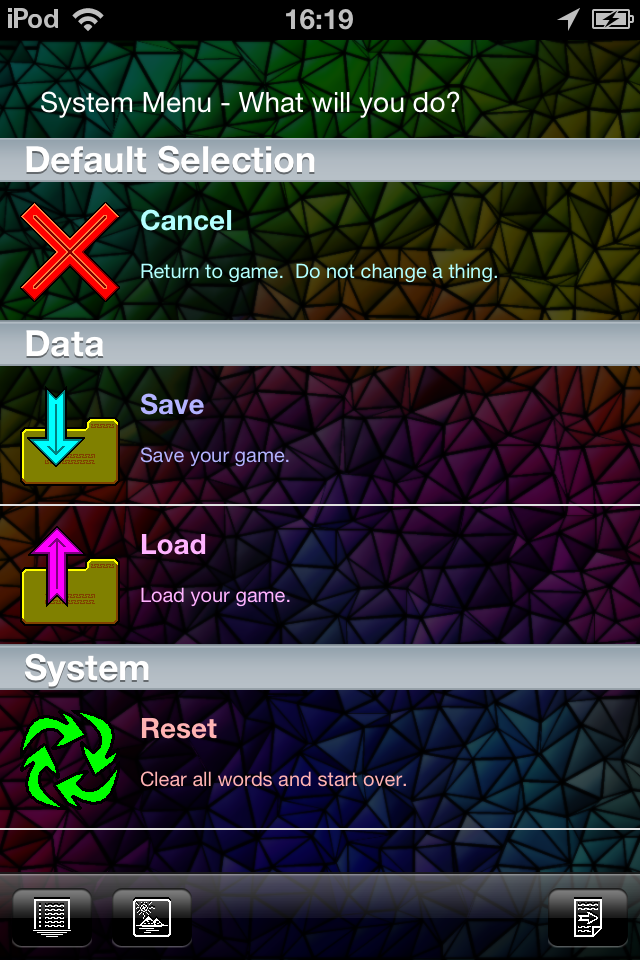 iPod 16:19
System Menu - What will you do?
Default Selection
Cancel
Return to game.  Do not change a thing.
Data
Save
Save your game.
Load
Load your game.
System
Reset
Clear all words and start over.